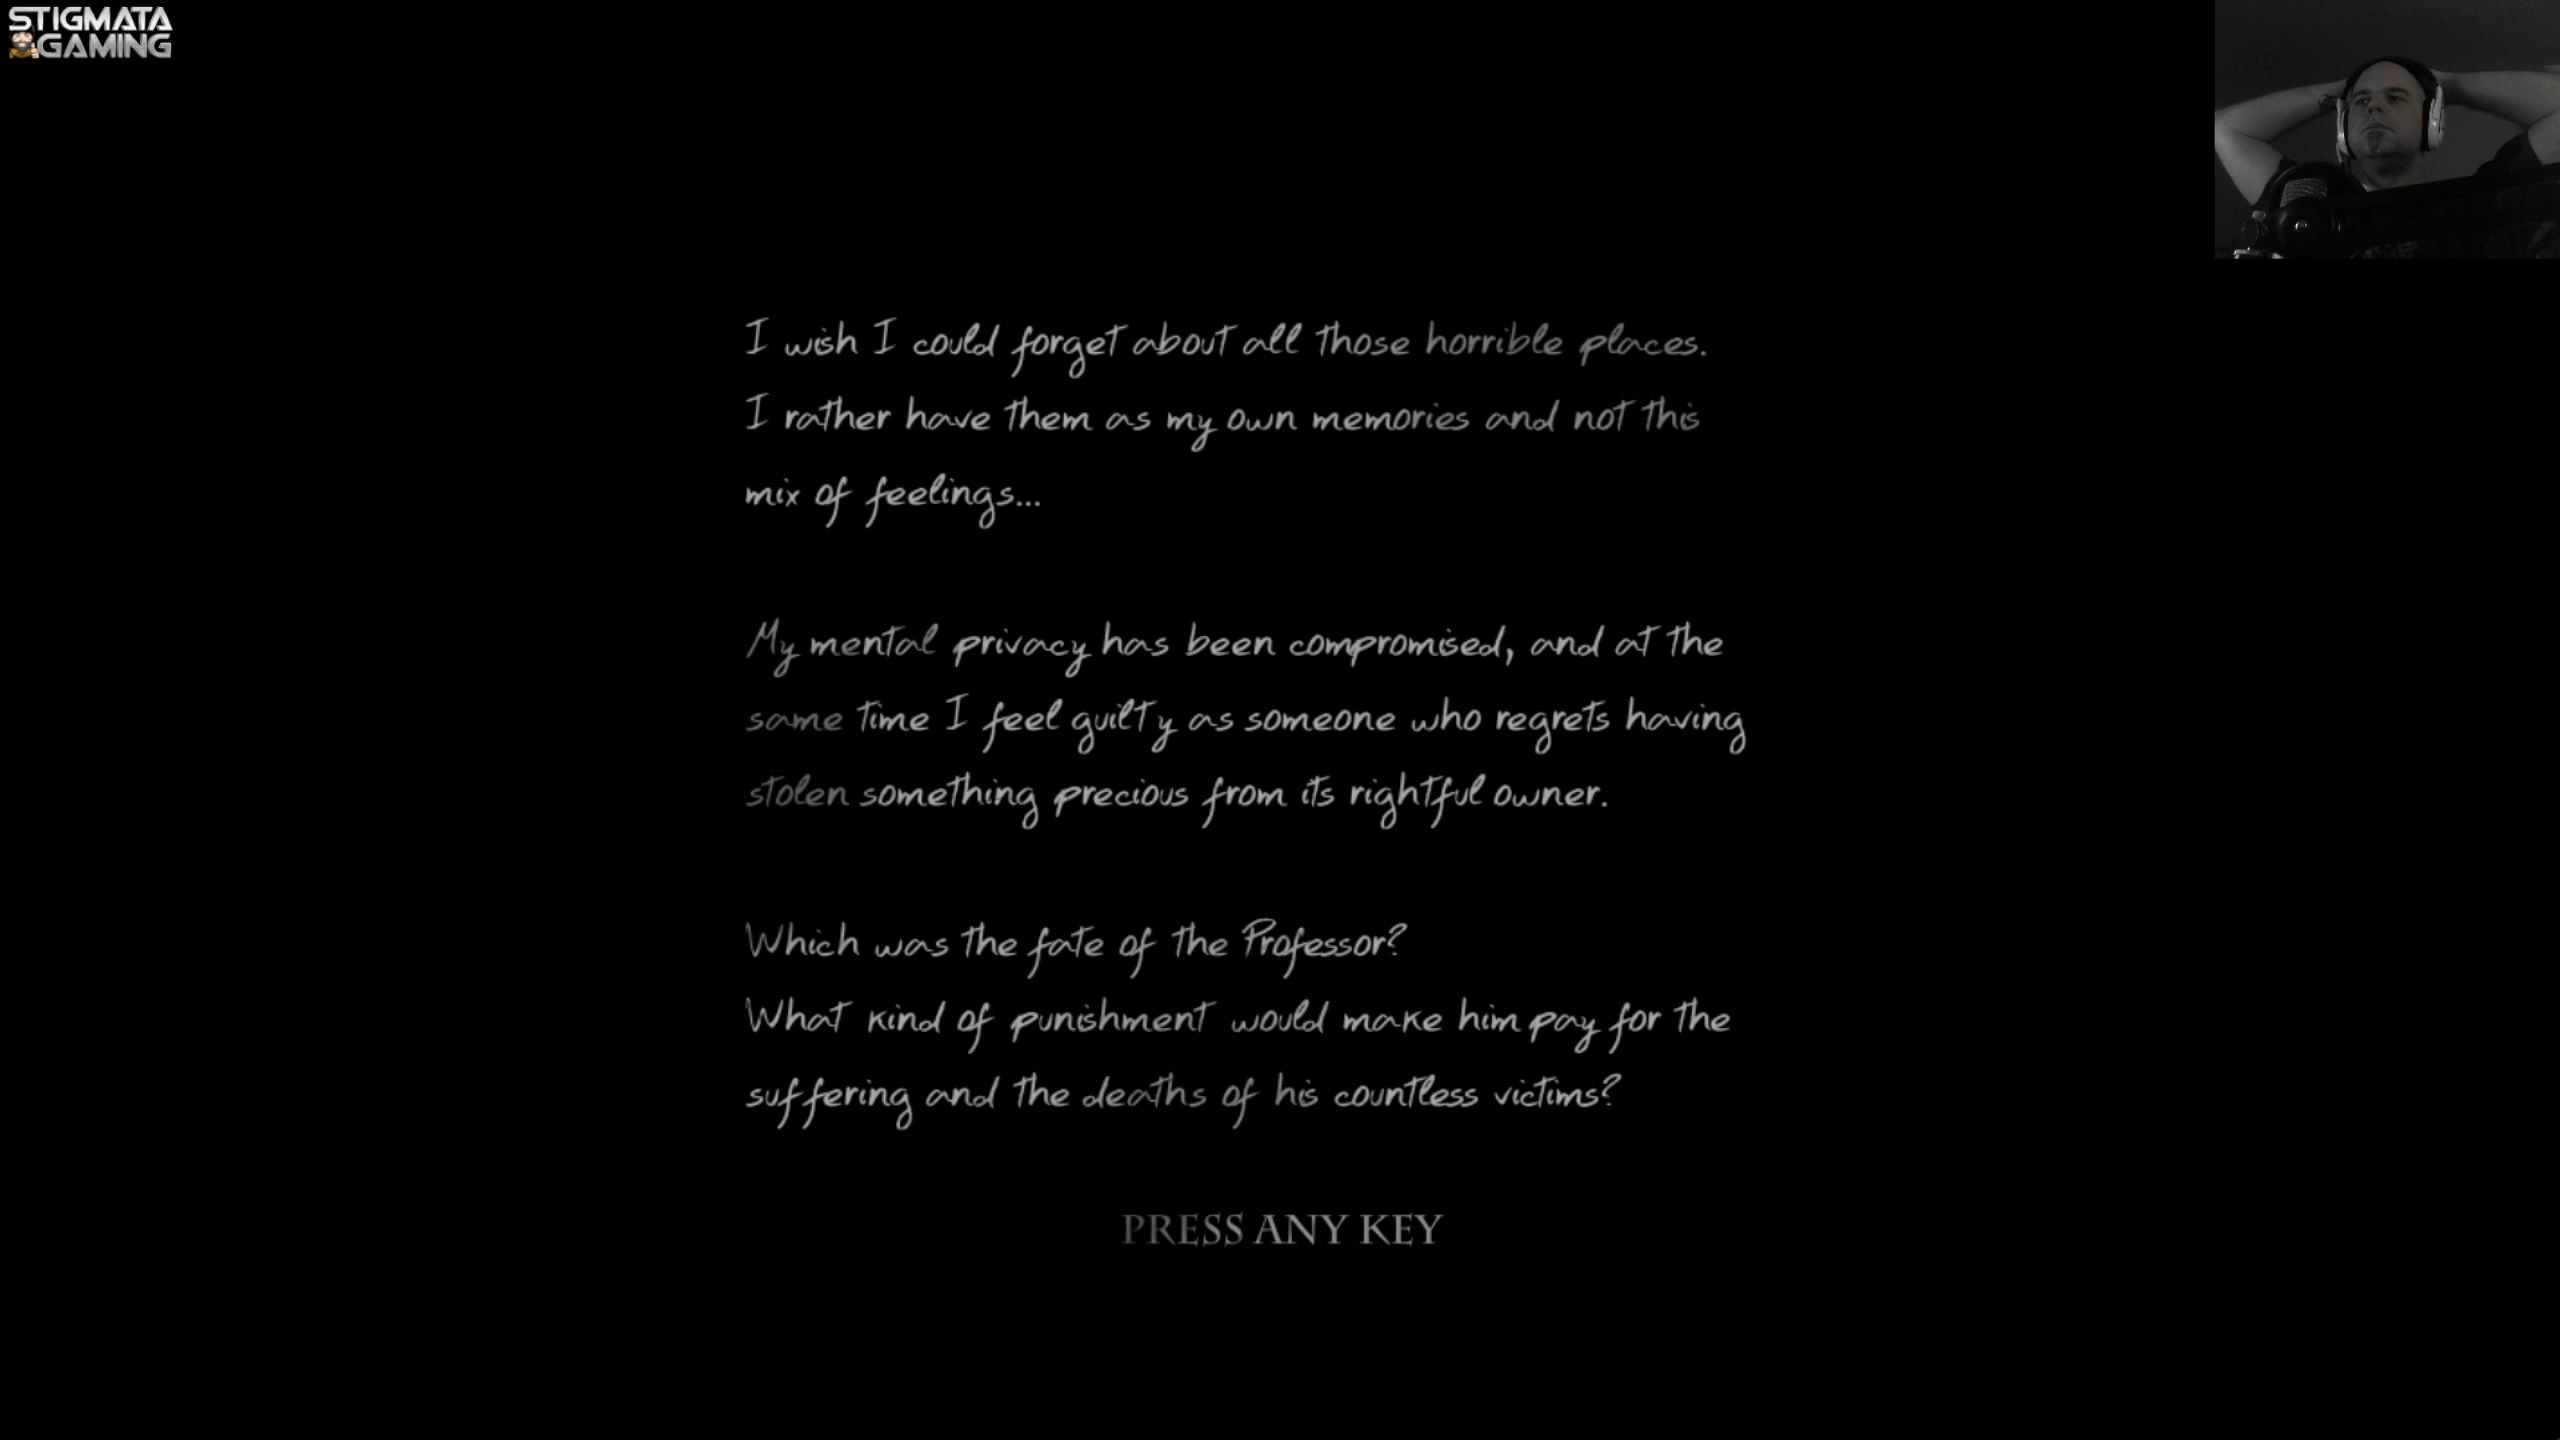 STIGMATA
GAMING
I wish I could forget about all those horrible places.
I rather have them as my own memories and not this
mix of feelings...
My mental privacy has been compromised, and at the
same time I feel guilty as someone who regrets having
stolen something precious from its rightful owner.
Which was the fate of the Professor?
What kind of punishment would make him pay for the
suffering and the deaths of his countless victims?
PRESS ANY KEY